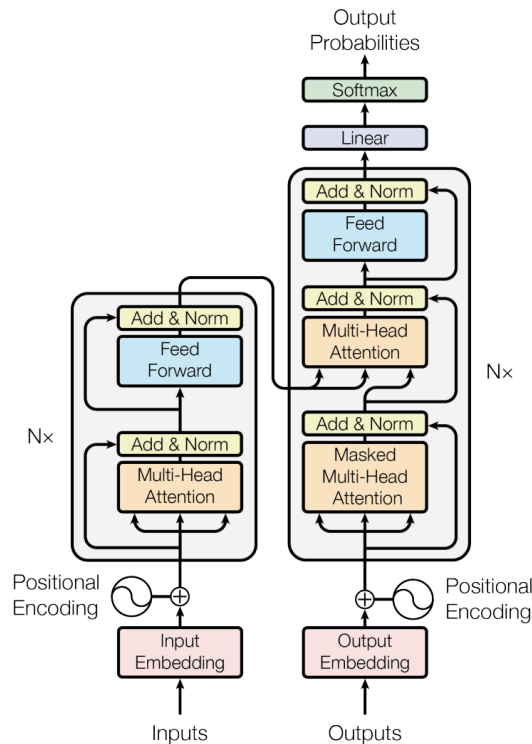 Output
Probabilities
Softmax
Linear
Add & Norm
Feed
Forward
Add & Norm
Multi-Head
Attention
Add & Norm
Masked
Multi-Head
Attention
N×
Add & Norm
Feed
Forward
N×
Add & Norm
Multi-Head
Attention
Positional
Encoding
Positional
Encoding
Input
Embedding
Output
Embedding
Inputs
Outputs